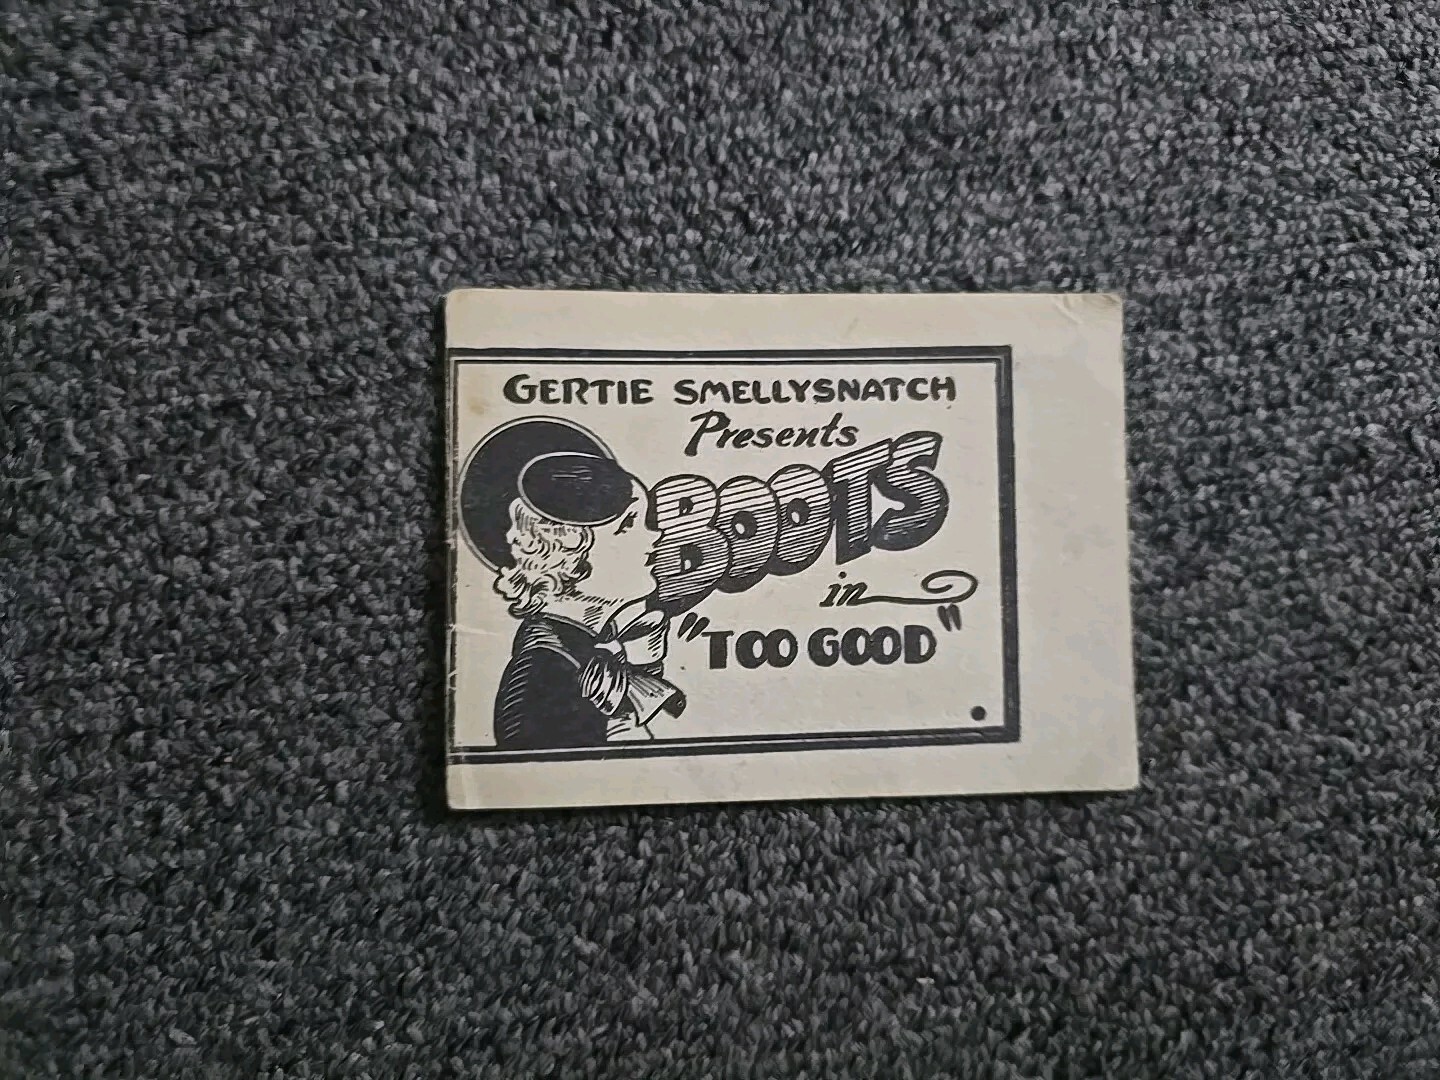 GERTIE SMELLYSNATCH
Presents
BOOTS
in
"TOO GOOD"